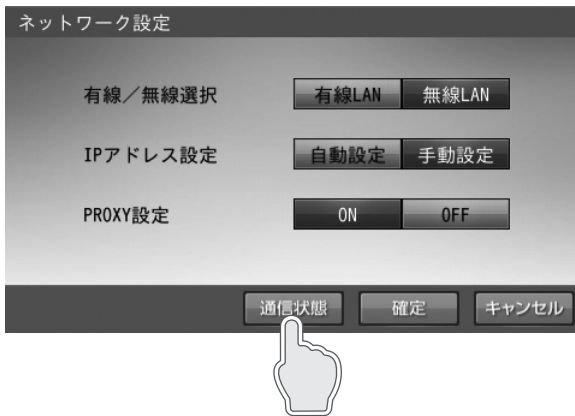 ネットワーク設定
有線／無線選択 有線LAN 無線LAN
IPアドレス設定 自動設定 手動設定
PROXY設定 ON OFF
通信状態 確定 キャンセル